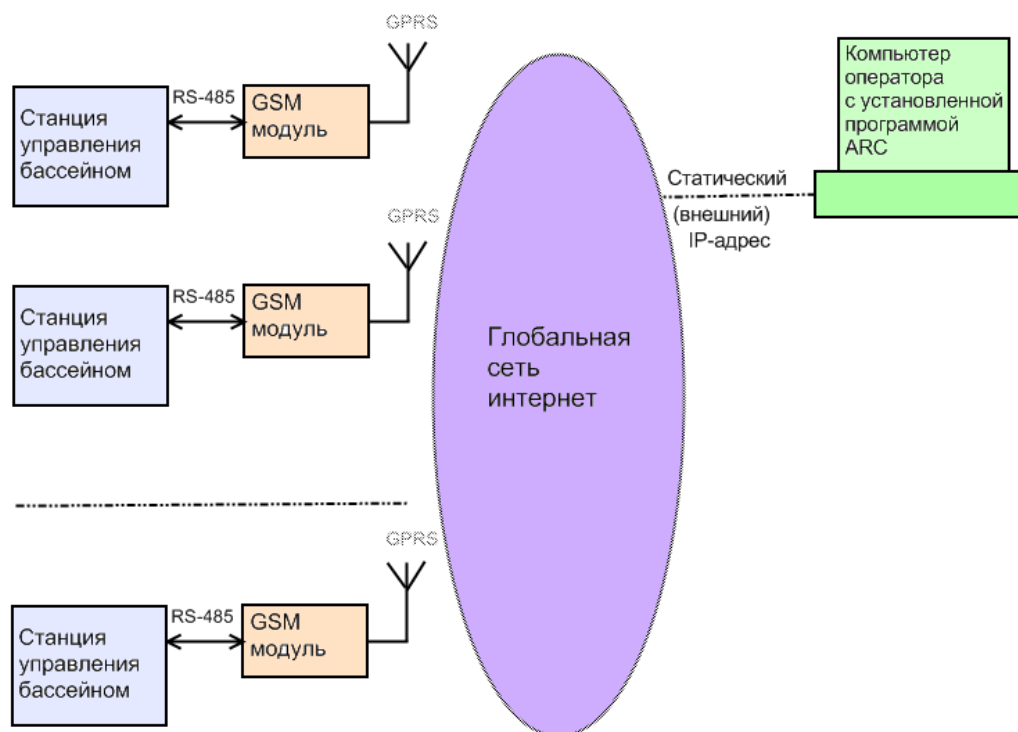 GPRS
Компьютер
оператора
с установленной
программой
ARC
Станция
управления
бассейном
RS-485
GSM
модуль
Статический
(внешний)
IP-адрес
GPRS
Станция
управления
бассейном
RS-485
GSM
модуль
Глобальная
сеть
интернет
GPRS
Станция
управления
бассейном
RS-485
GSM
модуль